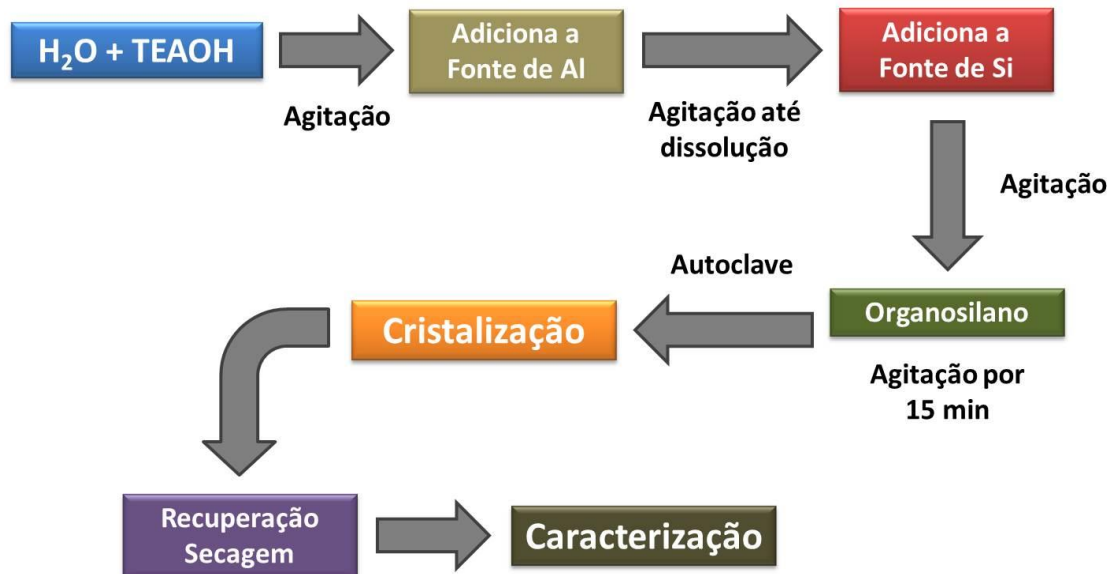 H₂O + TEAOH
Agitação
Adiciona a
Fonte de Al
Agitação até
dissolução
Adiciona a
Fonte de Si
Agitação
Organosilano
Agitação por
15 min
Autoclave
Cristalização
Recuperação
Secagem
Caracterização